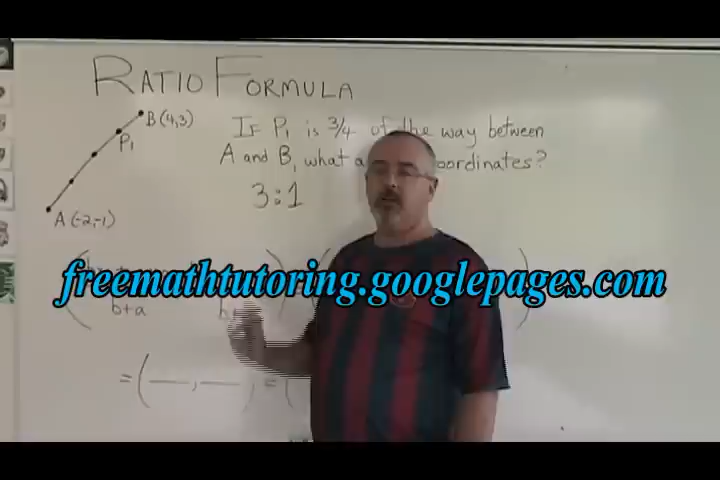 RATIO FORMULA
B(4,3)
P₁
A(-2,-1)
IF P₁ is 3/4 of the way between
A and B, what coordinates?
3:1
freemathtutoring.googlepages.com
b+a
=( , ) =(